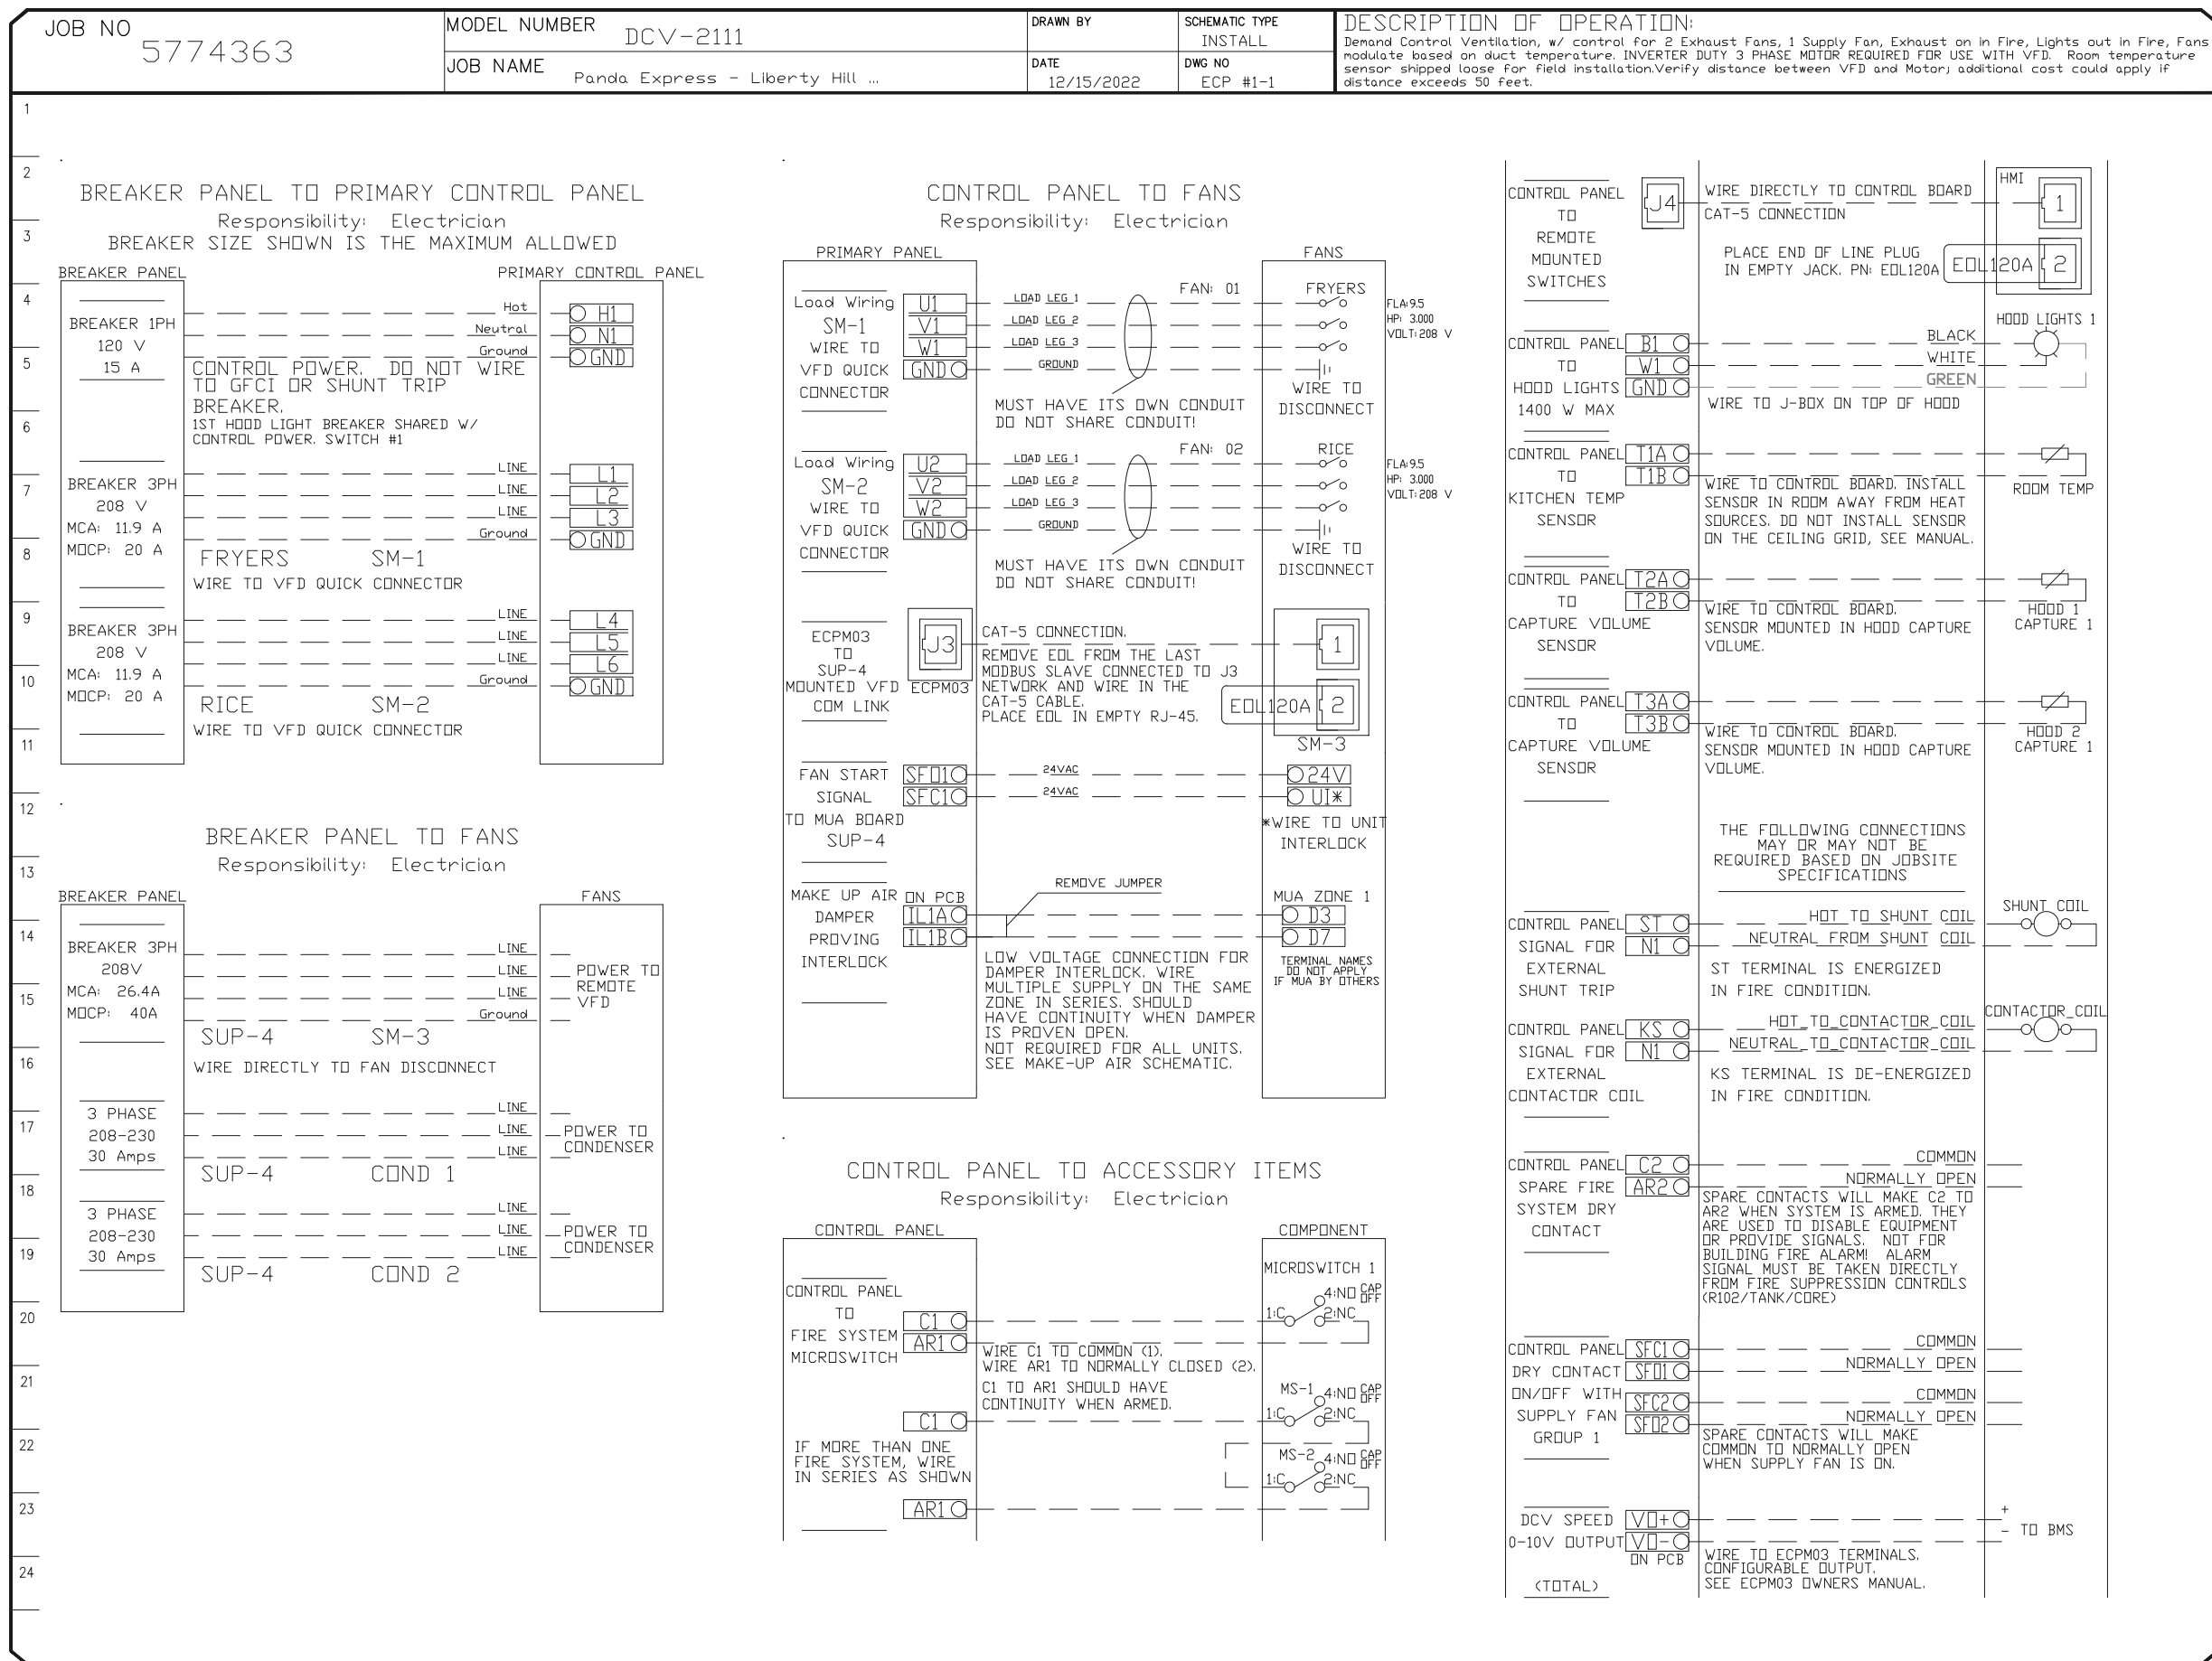 JOB NO
5774363
MODEL NUMBER
DCV-2111
JOB NAME
Panda Express - Liberty Hill ...
DRAWN BY
SCHEMATIC TYPE
INSTALL
DATE
12/15/2022
DWG NO
ECP #1-1
DESCRIPTION OF OPERATION:
Demand Control Ventilation, w/ control for 2 Exhaust Fans, 1 Supply Fan, Exhaust on in Fire, Lights out in Fire, Fans
modulate based on duct temperature. INVERTER DUTY 3 PHASE MOTOR REQUIRED FOR USE WITH VFD. Room temperature
sensor shipped loose for field installation.Verify distance between VFD and Motor; additional cost could apply if
distance exceeds 50 feet.
1
2
3
4
5
6
7
8
9
10
11
12
13
14
15
16
17
18
19
20
21
22
23
24
BREAKER PANEL TO PRIMARY CONTROL PANEL
Responsibility: Electrician
BREAKER SIZE SHOWN IS THE MAXIMUM ALLOWED
BREAKER PANEL
PRIMARY CONTROL PANEL
BREAKER 1PH
120 V
15 A
Hot
H1
Neutral
N1
Ground
GND
CONTROL POWER. DO NOT WIRE
TO GFCI OR SHUNT TRIP
BREAKER.
1ST HOOD LIGHT BREAKER SHARED W/
CONTROL POWER. SWITCH #1
BREAKER 3PH
208 V
MCA: 11.9 A
MOCP: 20 A
LINE
L1
LINE
L2
LINE
L3
Ground
GND
FRYERS SM-1
WIRE TO VFD QUICK CONNECTOR
BREAKER 3PH
208 V
MCA: 11.9 A
MOCP: 20 A
LINE
L4
LINE
L5
LINE
L6
Ground
GND
RICE SM-2
WIRE TO VFD QUICK CONNECTOR
BREAKER PANEL TO FANS
Responsibility: Electrician
BREAKER PANEL
FANS
BREAKER 3PH
208V
MCA: 26.4A
MOCP: 40A
LINE
LINE
LINE
Ground
POWER TO
REMOTE
VFD
SUP-4 SM-3
WIRE DIRECTLY TO FAN DISCONNECT
3 PHASE
208-230
30 Amps
LINE
LINE
LINE
POWER TO
CONDENSER
SUP-4 COND 1
3 PHASE
208-230
30 Amps
LINE
LINE
LINE
POWER TO
CONDENSER
SUP-4 COND 2
CONTROL PANEL TO FANS
Responsibility: Electrician
PRIMARY PANEL
FANS
Load Wiring
SM-1
WIRE TO
VFD QUICK
CONNECTOR
U1
V1
W1
GND
LOAD LEG 1
LOAD LEG 2
LOAD LEG 3
GROUND
FAN: 01
FRYERS
FLA:9.5
HP: 3.000
VOLT:208 V
WIRE TO
DISCONNECT
MUST HAVE ITS OWN CONDUIT
DO NOT SHARE CONDUIT!
Load Wiring
SM-2
WIRE TO
VFD QUICK
CONNECTOR
U2
V2
W2
GND
LOAD LEG 1
LOAD LEG 2
LOAD LEG 3
GROUND
FAN: 02
RICE
FLA:9.5
HP: 3.000
VOLT:208 V
WIRE TO
DISCONNECT
MUST HAVE ITS OWN CONDUIT
DO NOT SHARE CONDUIT!
ECPM03
TO
SUP-4
MOUNTED VFD
COM LINK
J3
ECPM03
CAT-5 CONNECTION.
REMOVE EOL FROM THE LAST
MODBUS SLAVE CONNECTED TO J3
NETWORK AND WIRE IN THE
CAT-5 CABLE.
PLACE EOL IN EMPTY RJ-45.
1
EOL120A
2
SM-3
FAN START
SIGNAL
TO MUA BOARD
SUP-4
SFO1
SFC1
24VAC
24VAC
24V
UI*
*WIRE TO UNIT
INTERLOCK
MAKE UP AIR
DAMPER
PROVING
INTERLOCK
ON PCB
IL1A
IL1B
REMOVE JUMPER
MUA ZONE 1
D3
D7
TERMINAL NAMES
DO NOT APPLY
IF MUA BY OTHERS
LOW VOLTAGE CONNECTION FOR
DAMPER INTERLOCK. WIRE
MULTIPLE SUPPLY ON THE SAME
ZONE IN SERIES. SHOULD
HAVE CONTINUITY WHEN DAMPER
IS PROVEN OPEN.
NOT REQUIRED FOR ALL UNITS.
SEE MAKE-UP AIR SCHEMATIC.
CONTROL PANEL TO ACCESSORY ITEMS
Responsibility: Electrician
CONTROL PANEL
COMPONENT
CONTROL PANEL
TO
FIRE SYSTEM
MICROSWITCH
C1
AR1
MICROSWITCH 1
4:NO CAP
OFF
1:C
2:NC
WIRE C1 TO COMMON (1).
WIRE AR1 TO NORMALLY CLOSED (2).
C1 TO AR1 SHOULD HAVE
CONTINUITY WHEN ARMED.
C1
MS-1
4:NO CAP
OFF
1:C
2:NC
IF MORE THAN ONE
FIRE SYSTEM, WIRE
IN SERIES AS SHOWN
MS-2
4:NO CAP
OFF
1:C
2:NC
AR1
CONTROL PANEL
TO
REMOTE
MOUNTED
SWITCHES
J4
WIRE DIRECTLY TO CONTROL BOARD
CAT-5 CONNECTION
HMI
1
PLACE END OF LINE PLUG
IN EMPTY JACK. PN: EOL120A
EOL120A
2
CONTROL PANEL
TO
HOOD LIGHTS
1400 W MAX
B1
W1
GND
BLACK
WHITE
GREEN
HOOD LIGHTS 1
WIRE TO J-BOX ON TOP OF HOOD
CONTROL PANEL
TO
KITCHEN TEMP
SENSOR
T1A
T1B
WIRE TO CONTROL BOARD. INSTALL
SENSOR IN ROOM AWAY FROM HEAT
SOURCES. DO NOT INSTALL SENSOR
ON THE CEILING GRID, SEE MANUAL.
ROOM TEMP
CONTROL PANEL
TO
CAPTURE VOLUME
SENSOR
T2A
T2B
WIRE TO CONTROL BOARD.
SENSOR MOUNTED IN HOOD CAPTURE
VOLUME.
HOOD 1
CAPTURE 1
CONTROL PANEL
TO
CAPTURE VOLUME
SENSOR
T3A
T3B
WIRE TO CONTROL BOARD.
SENSOR MOUNTED IN HOOD CAPTURE
VOLUME.
HOOD 2
CAPTURE 1
THE FOLLOWING CONNECTIONS
MAY OR MAY NOT BE
REQUIRED BASED ON JOBSITE
SPECIFICATIONS
CONTROL PANEL
SIGNAL FOR
EXTERNAL
SHUNT TRIP
ST
N1
HOT TO SHUNT COIL
NEUTRAL FROM SHUNT COIL
SHUNT COIL
ST TERMINAL IS ENERGIZED
IN FIRE CONDITION.
CONTROL PANEL
SIGNAL FOR
EXTERNAL
CONTACTOR COIL
KS
N1
HOT_TO_CONTACTOR_COIL
NEUTRAL_TO_CONTACTOR_COIL
CONTACTOR_COIL
KS TERMINAL IS DE-ENERGIZED
IN FIRE CONDITION.
CONTROL PANEL
SPARE FIRE
SYSTEM DRY
CONTACT
C2
AR2
COMMON
NORMALLY OPEN
SPARE CONTACTS WILL MAKE C2 TO
AR2 WHEN SYSTEM IS ARMED. THEY
ARE USED TO DISABLE EQUIPMENT
OR PROVIDE SIGNALS. NOT FOR
BUILDING FIRE ALARM! ALARM
SIGNAL MUST BE TAKEN DIRECTLY
FROM FIRE SUPPRESSION CONTROLS
(R102/TANK/CORE)
CONTROL PANEL
DRY CONTACT
ON/OFF WITH
SUPPLY FAN
GROUP 1
SFC1
SFO1
SFC2
SFO2
COMMON
NORMALLY OPEN
COMMON
NORMALLY OPEN
SPARE CONTACTS WILL MAKE
COMMON TO NORMALLY OPEN
WHEN SUPPLY FAN IS ON.
DCV SPEED
0-10V OUTPUT
(TOTAL)
VO+
VO-
ON PCB
+
- TO BMS
WIRE TO ECPM03 TERMINALS.
CONFIGURABLE OUTPUT.
SEE ECPM03 OWNERS MANUAL.